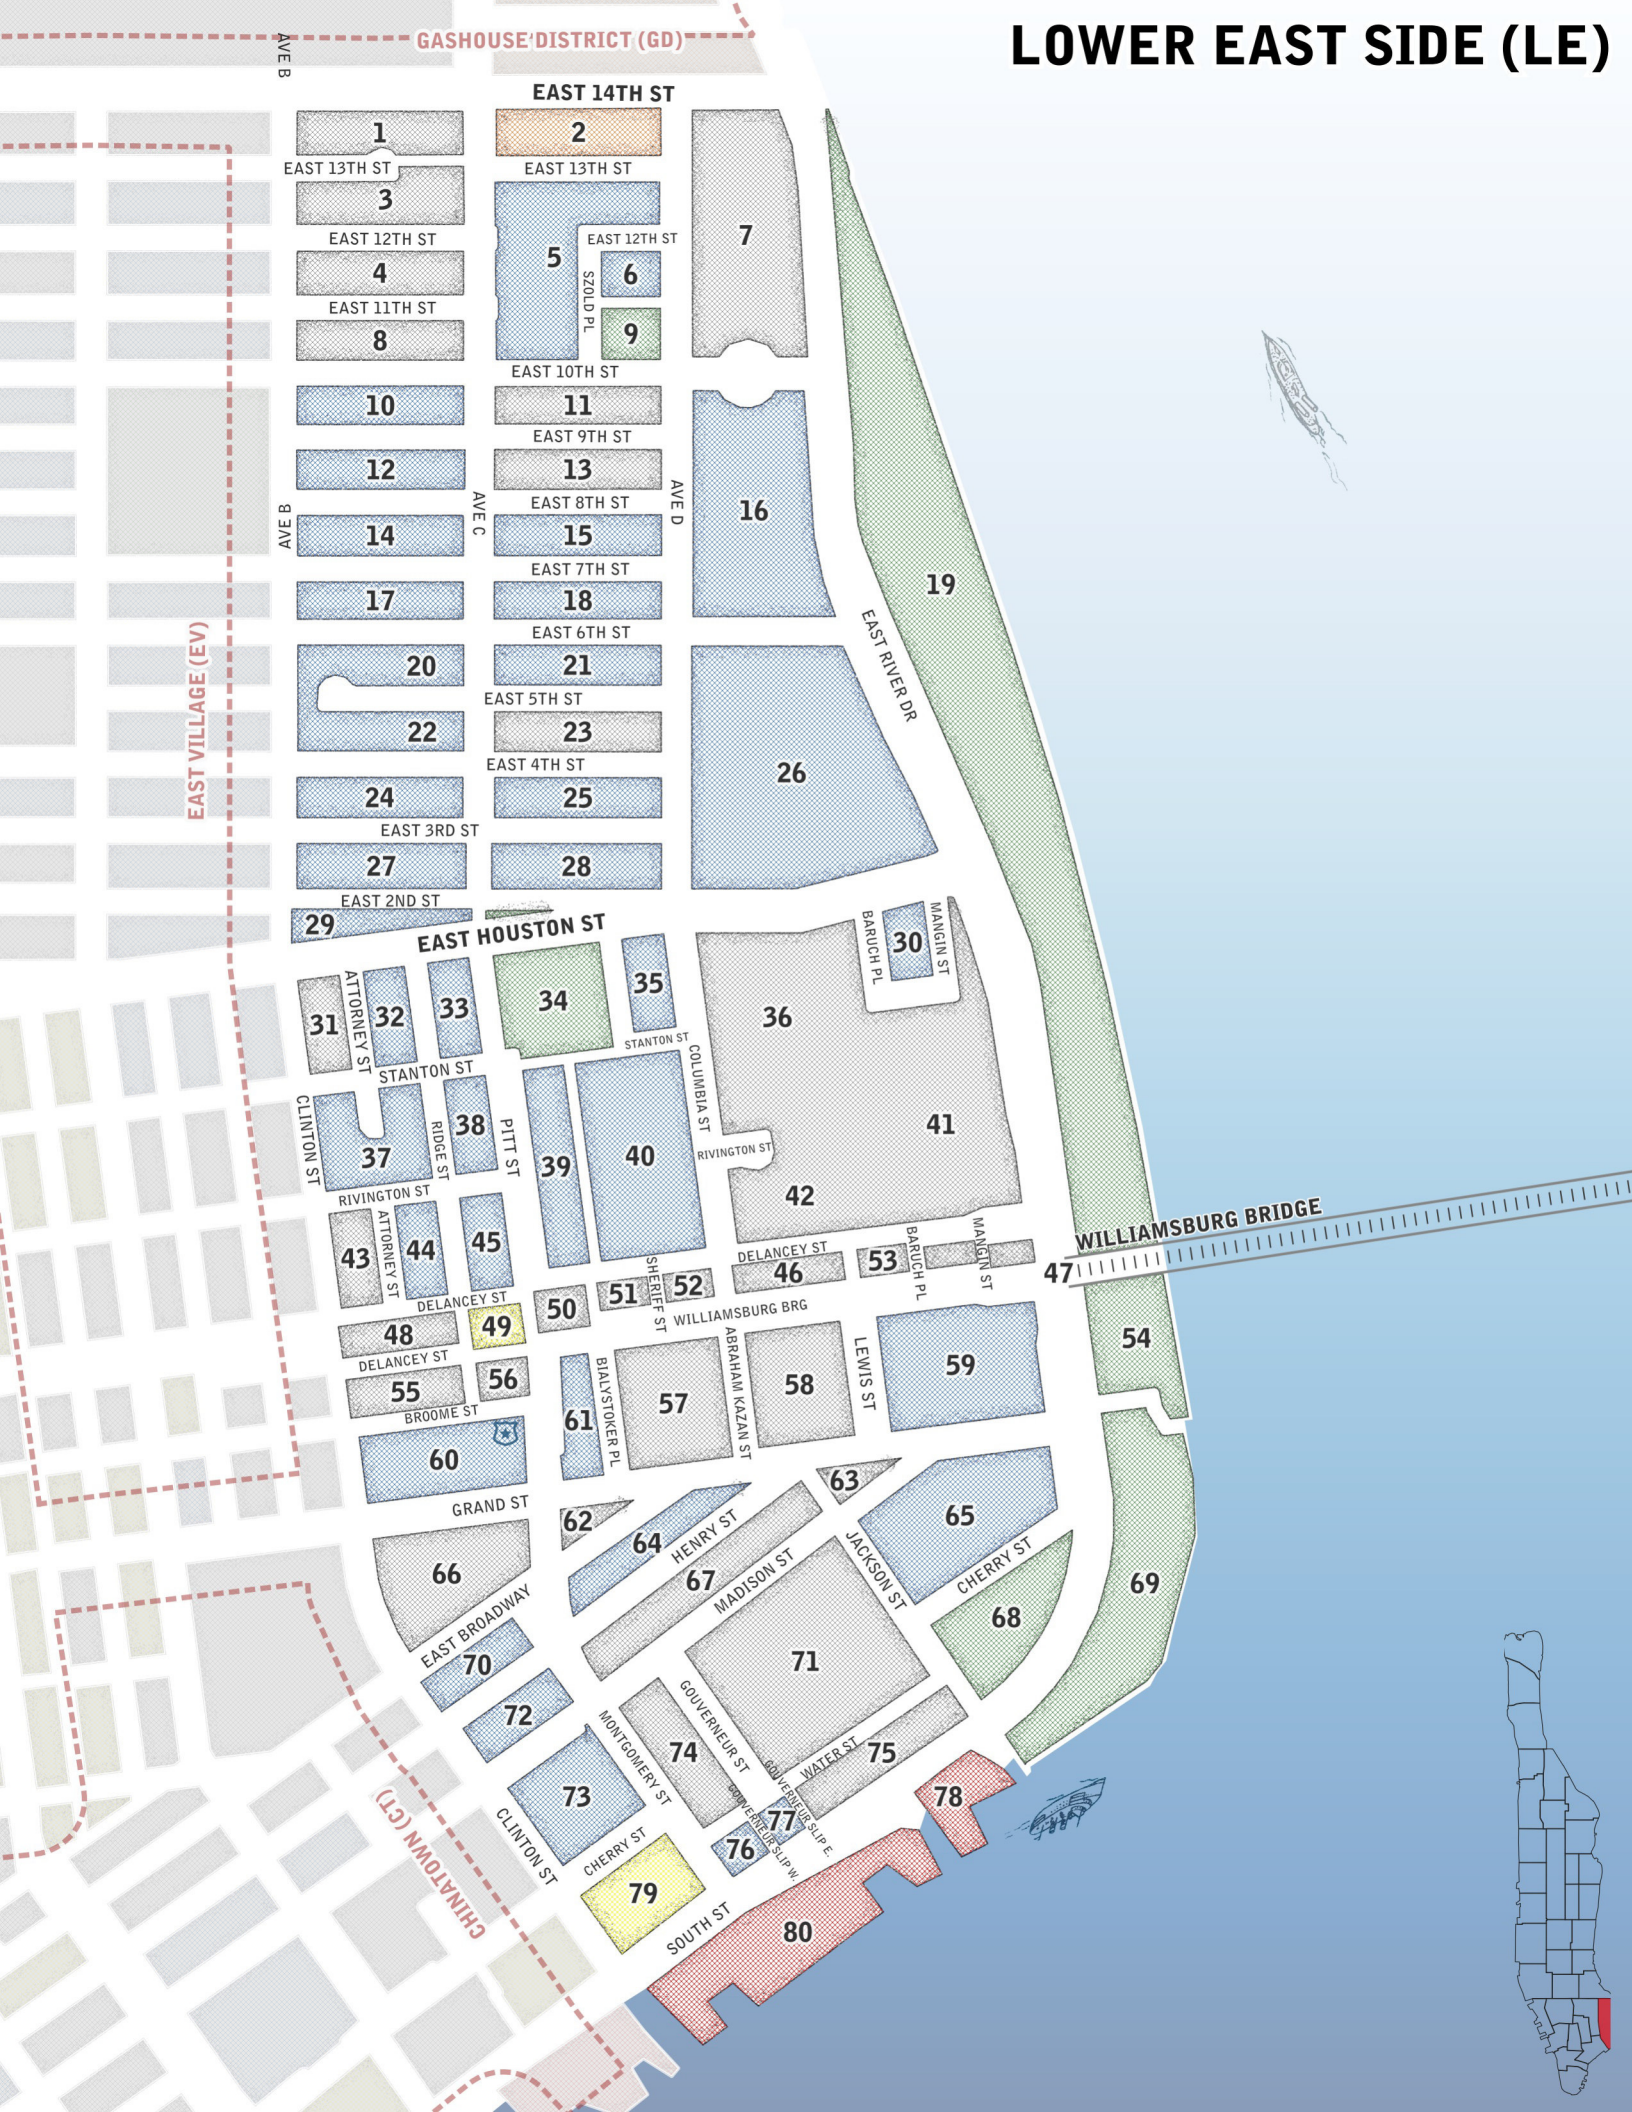 LOWER EAST SIDE (LE)
GASHOUSE DISTRICT (GD)
AVE B
EAST 14TH ST
1
2
EAST 13TH ST
EAST 13TH ST
3
EAST 12TH ST
EAST 12TH ST
7
5
6
4
SZOLD PL
EAST 11TH ST
8
9
EAST 10TH ST
10
11
EAST 9TH ST
12
13
AVE B
AVE C
AVE D
EAST 8TH ST
16
14
15
EAST 7TH ST
19
17
18
EAST 6TH ST
EAST RIVER DR
20
21
EAST VILLAGE (EV)
EAST 5TH ST
22
23
EAST 4TH ST
26
24
25
EAST 3RD ST
27
28
EAST 2ND ST
29
EAST HOUSTON ST
BARUCH PL
30
MANGIN ST
31
ATTORNEY ST
32
33
34
35
36
STANTON ST
STANTON ST
COLUMBIA ST
CLINTON ST
37
RIDGE ST
38
PITT ST
39
40
41
RIVINGTON ST
RIVINGTON ST
42
43
ATTORNEY ST
44
45
WILLIAMSBURG BRIDGE
DELANCEY ST
46
53
BARUCH PL
MANGIN ST
47
SHERIFF ST
DELANCEY ST
50
51
52
WILLIAMSBURG BRG
48
49
54
DELANCEY ST
55
56
BROOME ST
61
BIALYSTOKER PL
57
ABRAHAM KAZAN ST
58
LEWIS ST
59
60
GRAND ST
62
63
64
HENRY ST
65
66
67
MADISON ST
JACKSON ST
CHERRY ST
69
68
EAST BROADWAY
70
71
72
MONTGOMERY ST
GOUVERNEUR ST
74
WATER ST
75
73
GOUVERNEUR SLIP W.
GOUVERNEUR SLIP E.
77
76
78
CLINTON ST
CHERRY ST
79
SOUTH ST
80
CHINATOWN (CT)